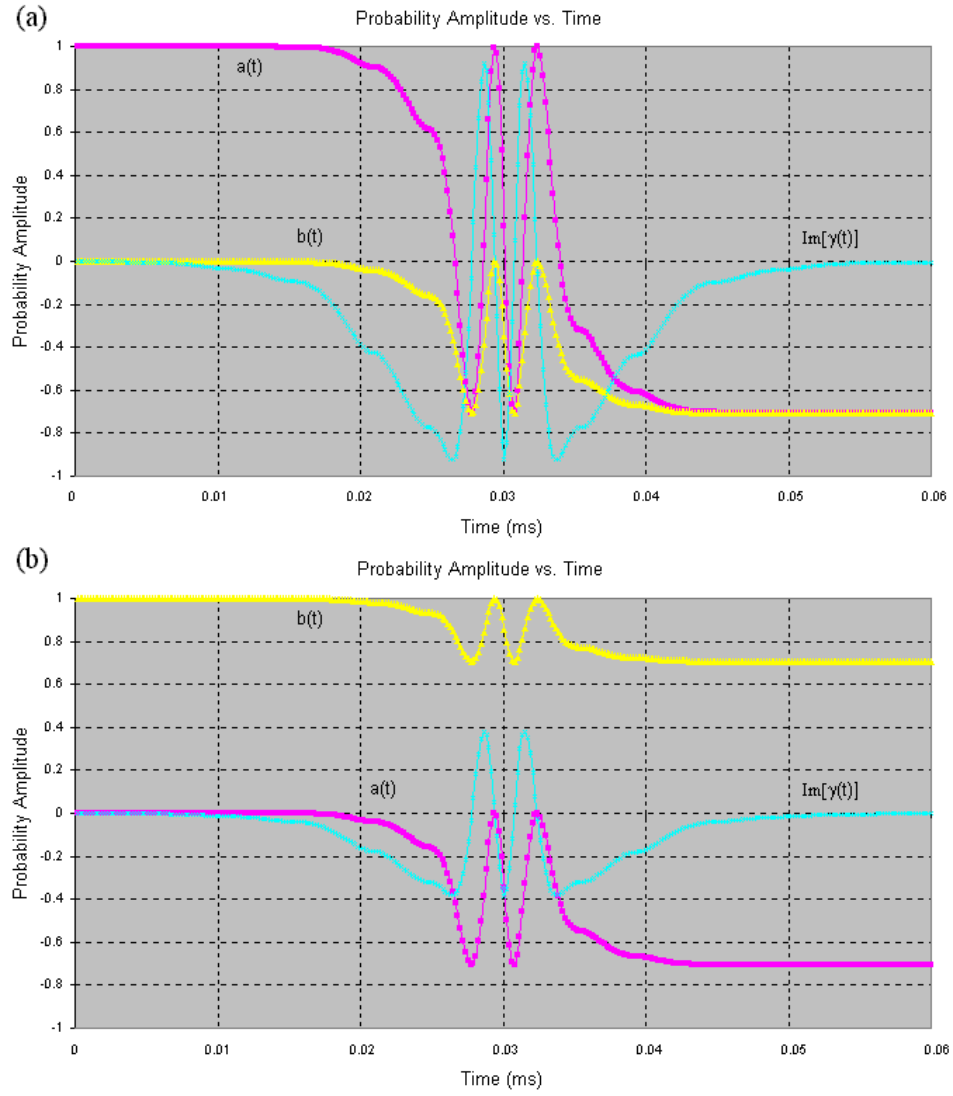 (a)
Probability Amplitude vs. Time
1
0.8
0.6
0.4
0.2
0
-0.2
-0.4
-0.6
-0.8
-1
Probability Amplitude
a(t)
b(t)
Im[γ(t)]
0 0.01 0.02 0.03 0.04 0.05 0.06
Time (ms)
(b)
Probability Amplitude vs. Time
1
0.8
0.6
0.4
0.2
0
-0.2
-0.4
-0.6
-0.8
-1
Probability Amplitude
b(t)
a(t)
Im[γ(t)]
0 0.01 0.02 0.03 0.04 0.05 0.06
Time (ms)